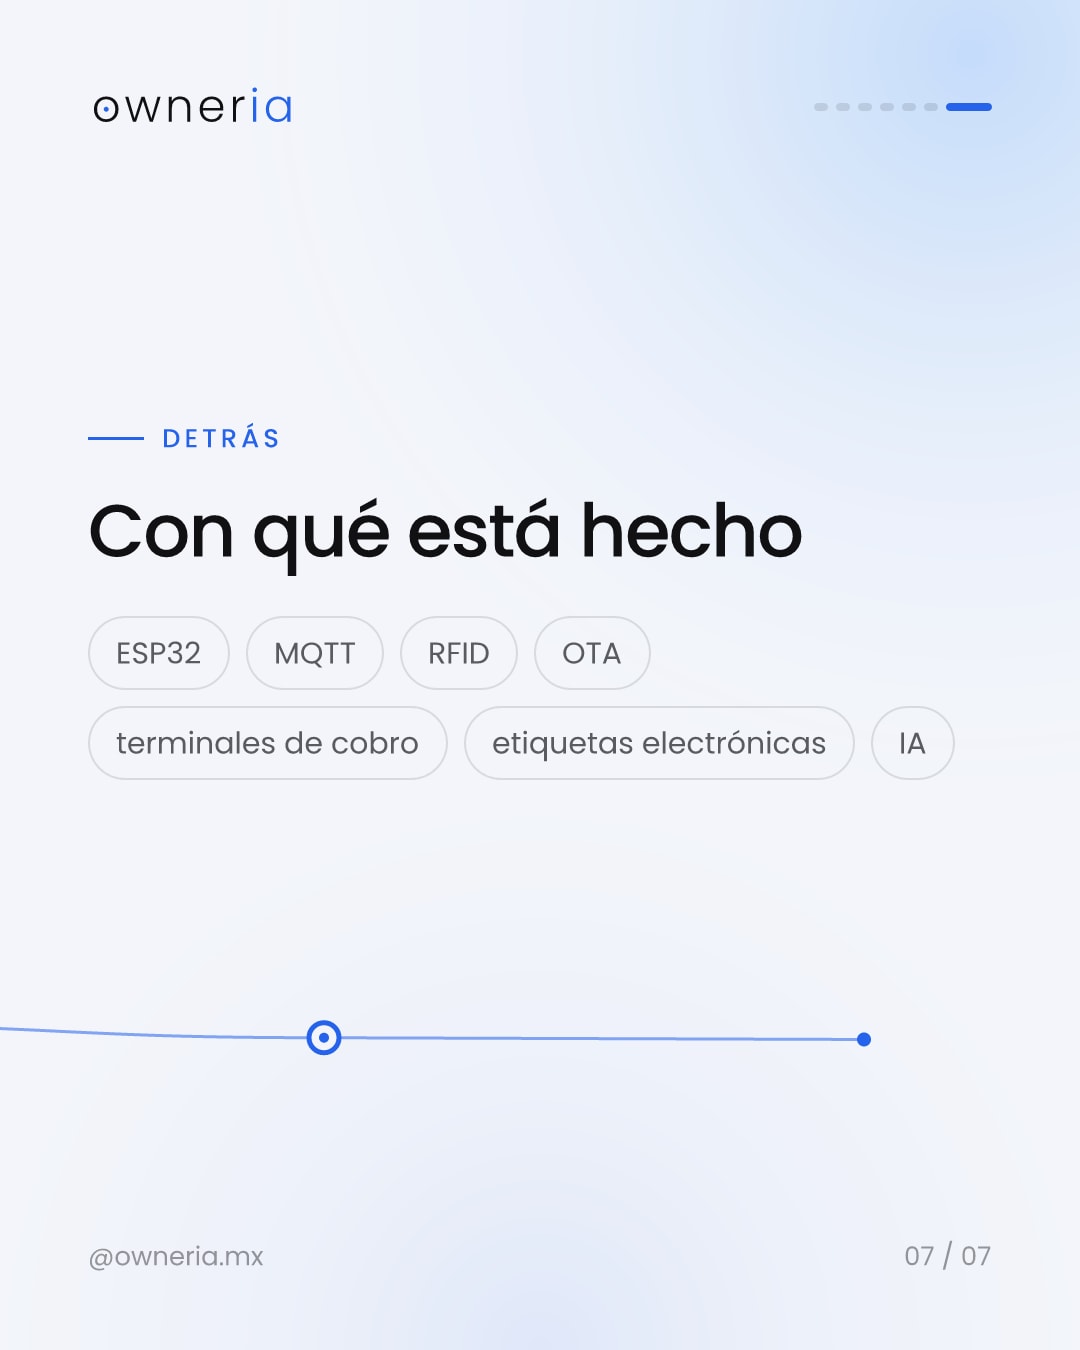 owneria
DETRÁS
Con qué está hecho
ESP32 MQTT RFID OTA
terminales de cobro etiquetas electrónicas IA
@owneria.mx 07 / 07